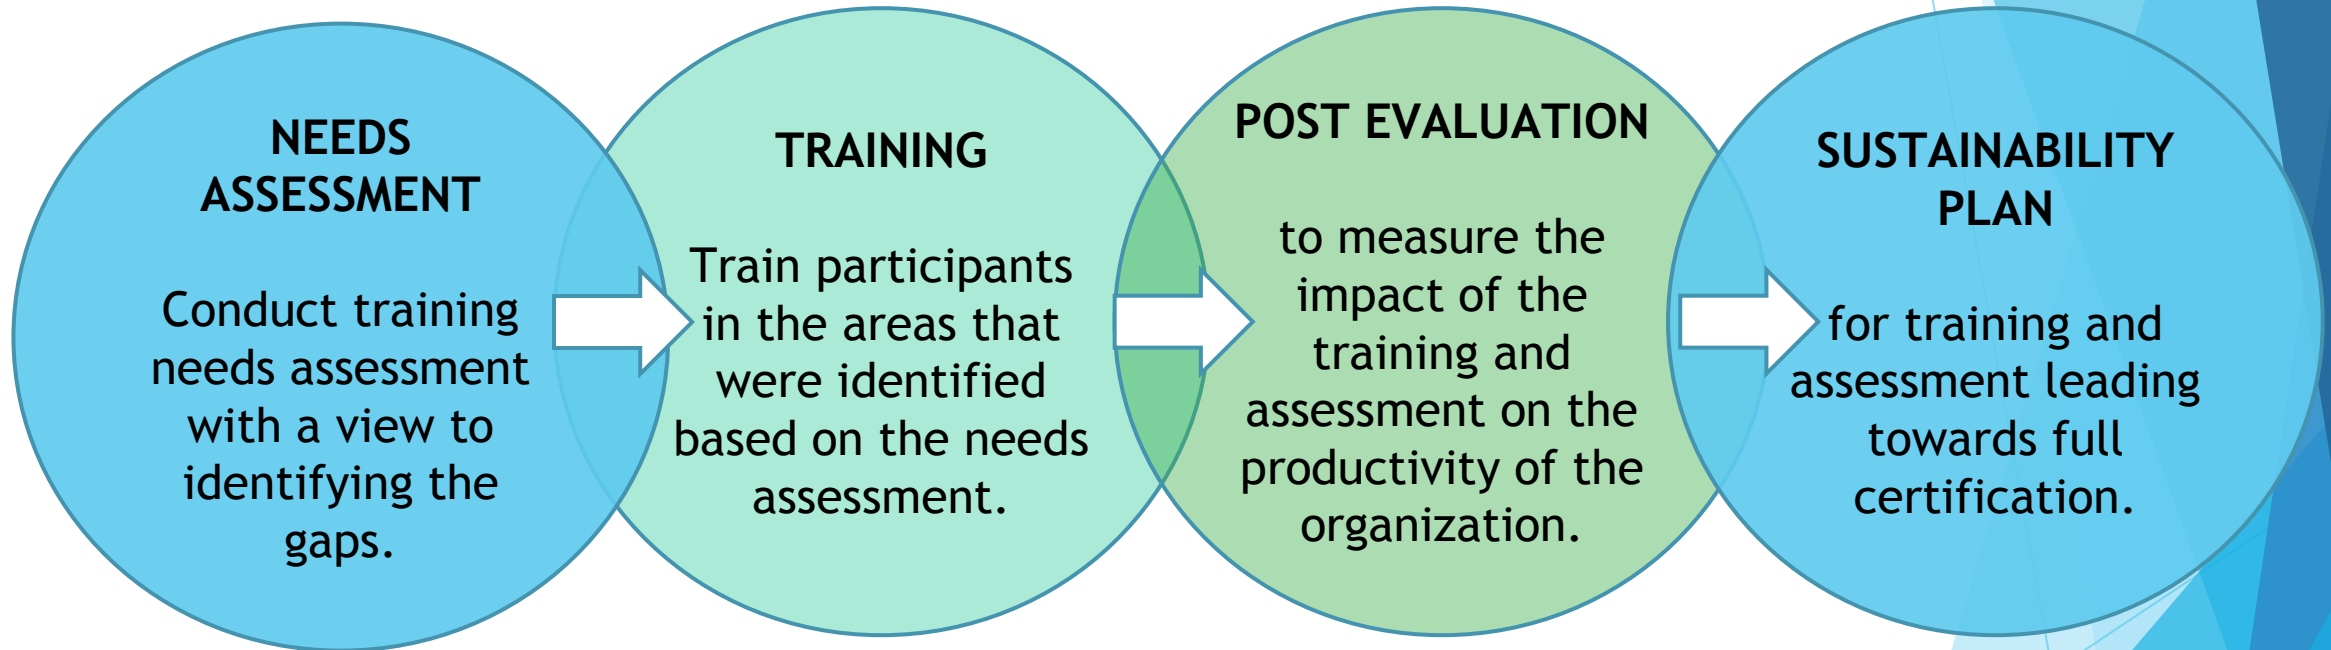 NEEDS
ASSESSMENT
Conduct training
needs assessment
with a view to
identifying the
gaps.
TRAINING
Train participants
in the areas that
were identified
based on the needs
assessment.
POST EVALUATION
to measure the
impact of the
training and
assessment on the
productivity of the
organization.
SUSTAINABILITY
PLAN
for training and
assessment leading
towards full
certification.